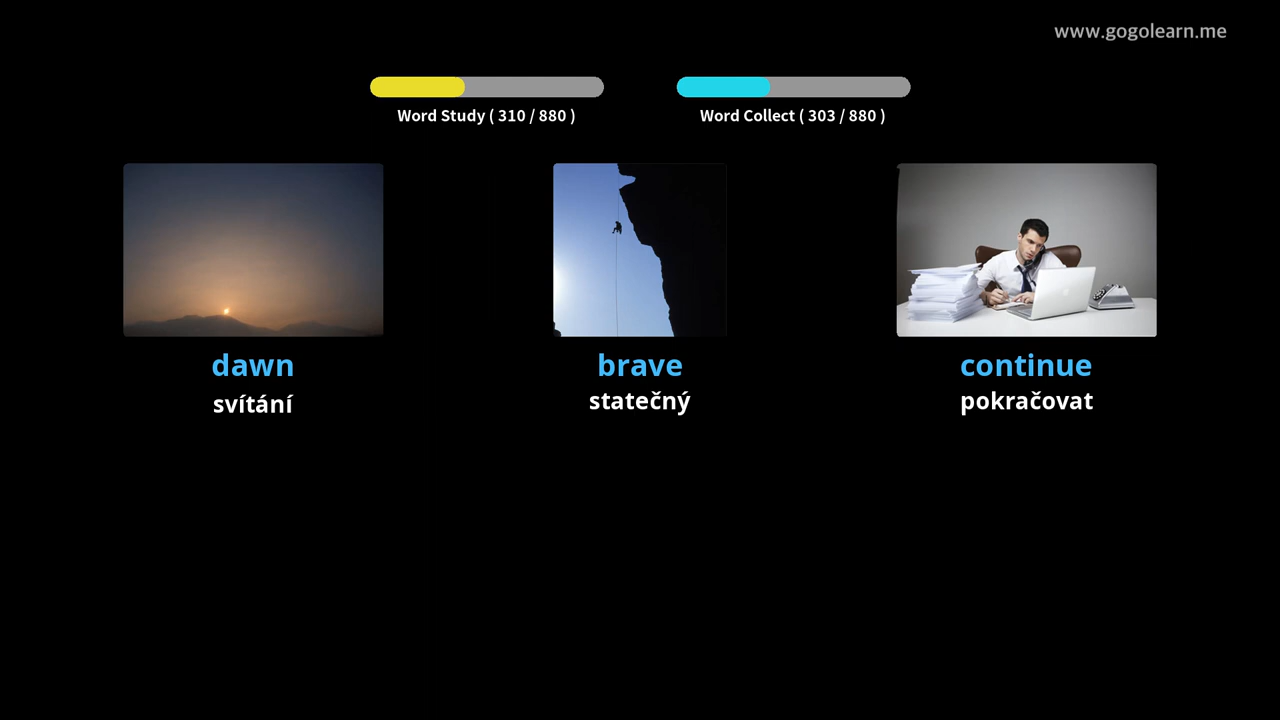 www.gogolearn.me
Word Study ( 310 / 880 )
Word Collect ( 303 / 880 )
dawn
svítání
brave
statečný
continue
pokračovat